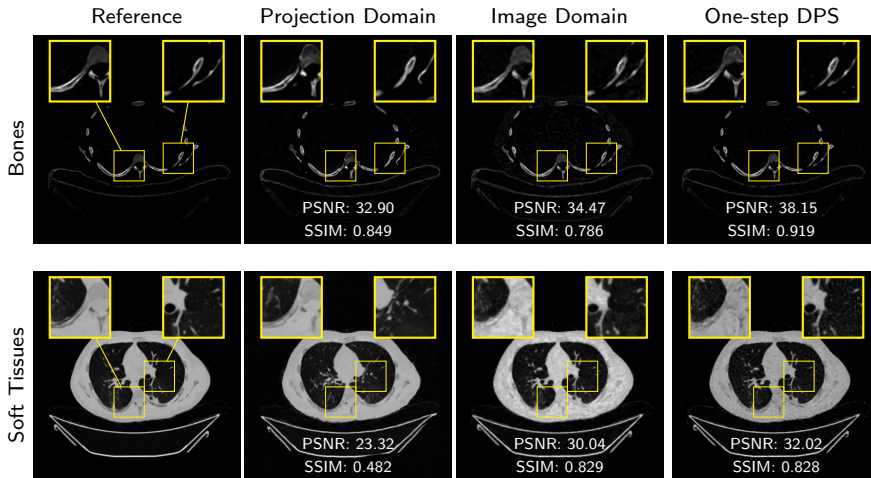 Reference
Projection Domain
Image Domain
One-step DPS
Bones
PSNR: 32.90
SSIM: 0.849
PSNR: 34.47
SSIM: 0.786
PSNR: 38.15
SSIM: 0.919
Soft Tissues
PSNR: 23.32
SSIM: 0.482
PSNR: 30.04
SSIM: 0.829
PSNR: 32.02
SSIM: 0.828